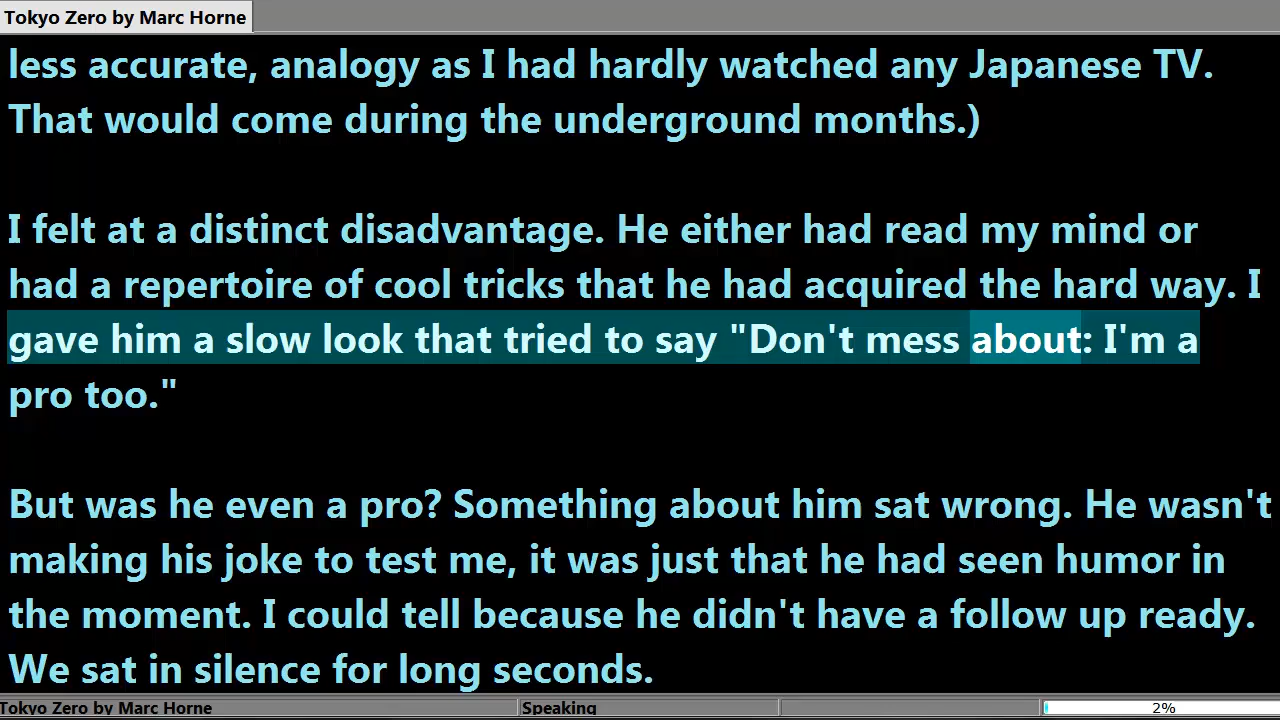 Tokyo Zero by Marc Horne
less accurate, analogy as I had hardly watched any Japanese TV.
That would come during the underground months.)
I felt at a distinct disadvantage. He either had read my mind or
had a repertoire of cool tricks that he had acquired the hard way. I
gave him a slow look that tried to say "Don't mess about: I'm a
pro too."
But was he even a pro? Something about him sat wrong. He wasn't
making his joke to test me, it was just that he had seen humor in
the moment. I could tell because he didn't have a follow up ready.
We sat in silence for long seconds.
Tokyo Zero by Marc Horne Speaking 2%